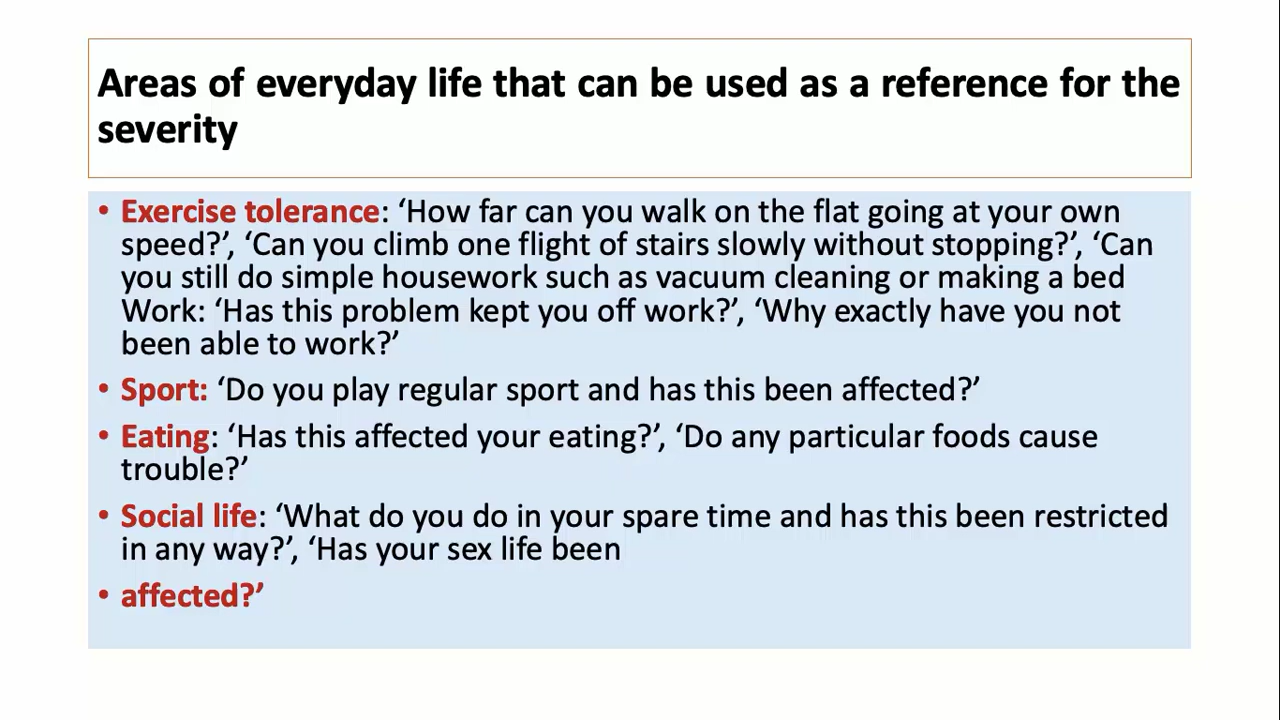 Areas of everyday life that can be used as a reference for the
severity
• Exercise tolerance: ‘How far can you walk on the flat going at your own
speed?’, ‘Can you climb one flight of stairs slowly without stopping?’, ‘Can
you still do simple housework such as vacuum cleaning or making a bed
Work: ‘Has this problem kept you off work?’, ‘Why exactly have you not
been able to work?’
• Sport: ‘Do you play regular sport and has this been affected?’
• Eating: ‘Has this affected your eating?’, ‘Do any particular foods cause
trouble?’
• Social life: ‘What do you do in your spare time and has this been restricted
in any way?’, ‘Has your sex life been
• affected?’